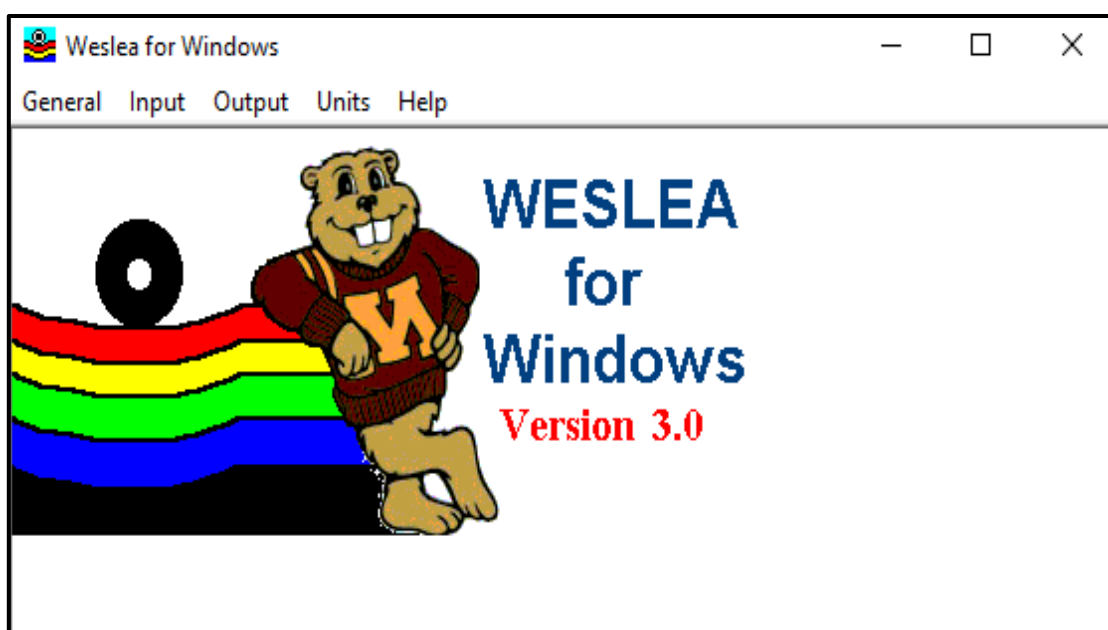 Weslea for Windows
General Input Output Units Help
WESLEA
for
Windows
Version 3.0